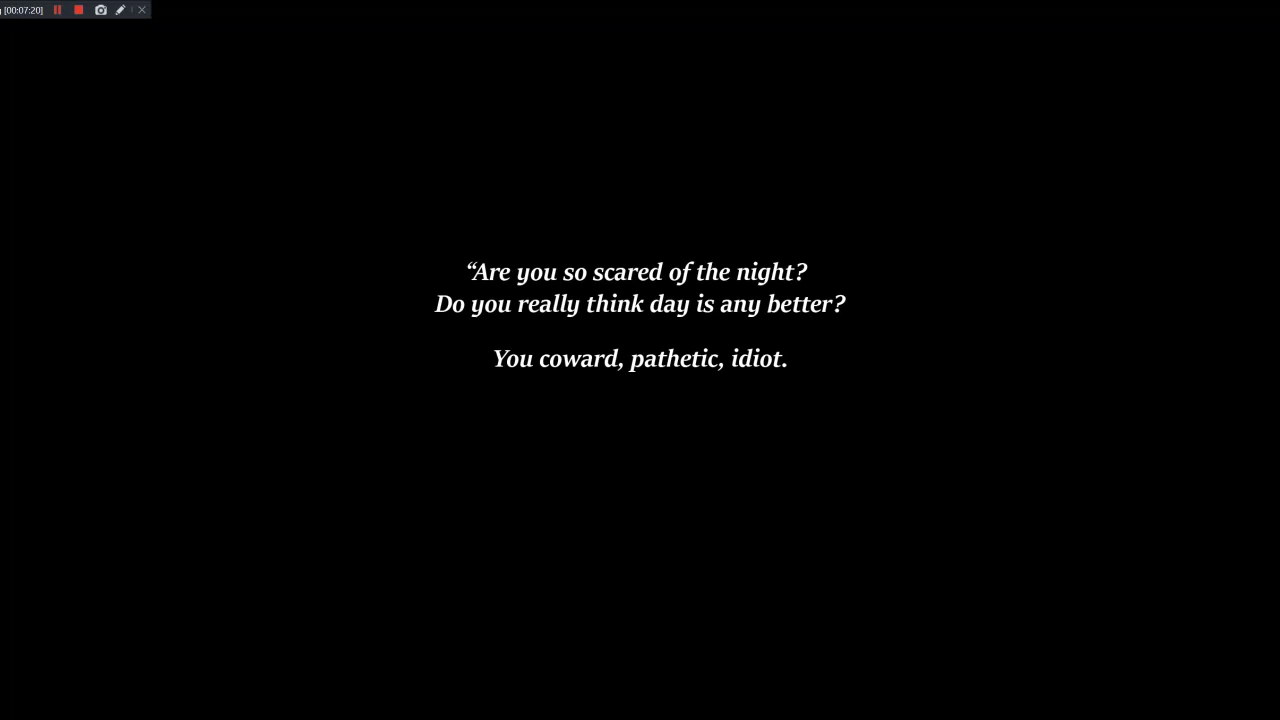 [00:07:20]
“Are you so scared of the night?
Do you really think day is any better?
You coward, pathetic, idiot.